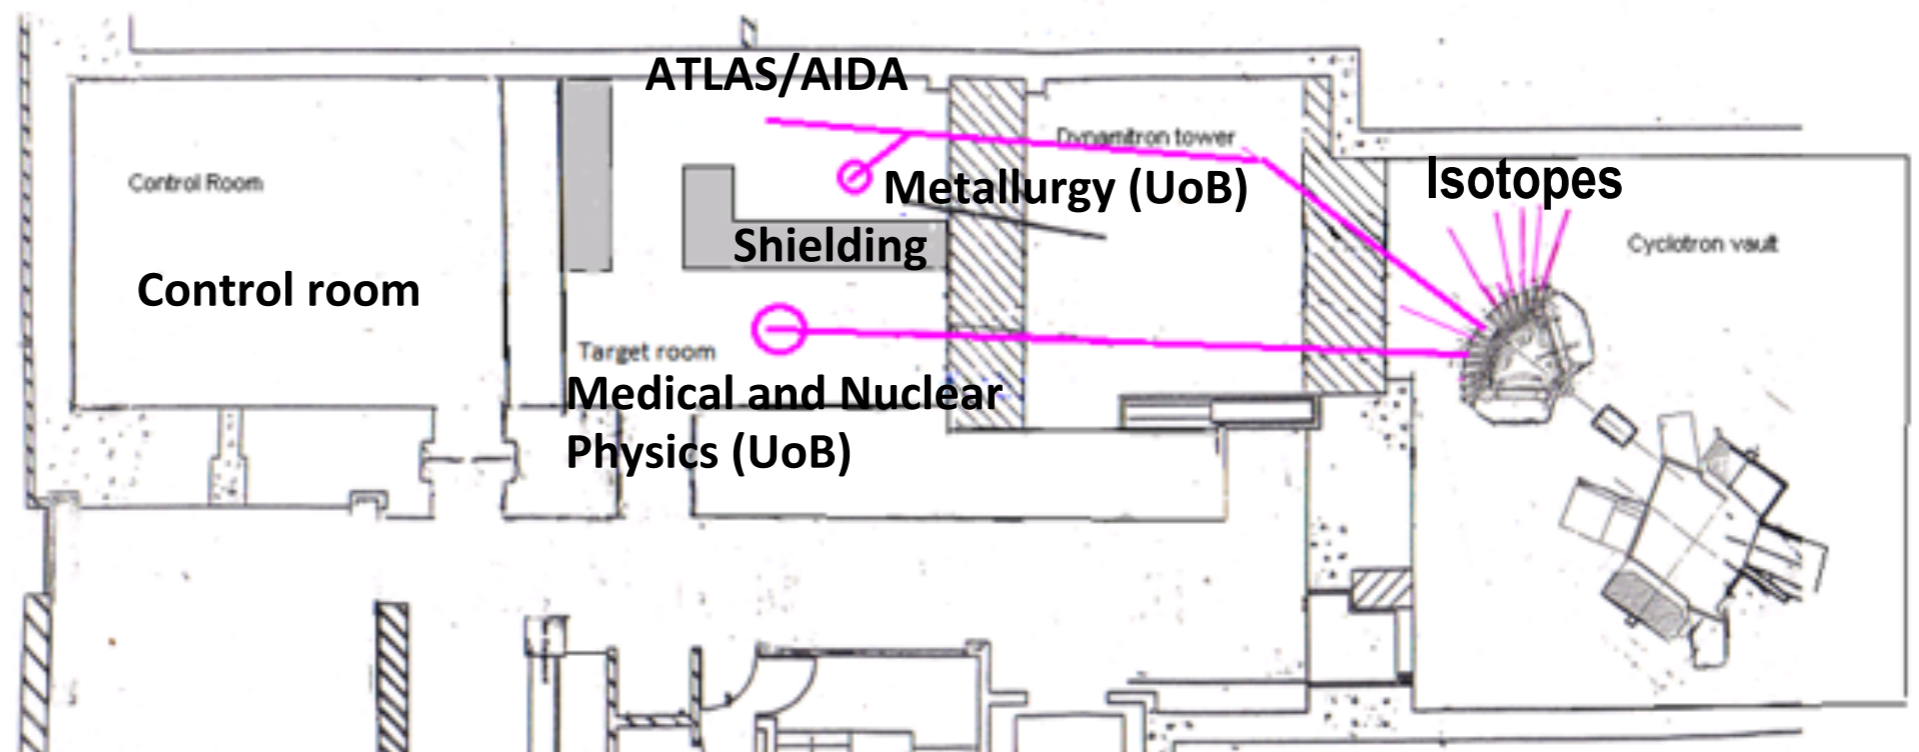 ATLAS/AIDA
Dynamitron tower
Control Room
Metallurgy (UoB)
Isotopes
Shielding
Cyclotron vault
Control room
Target room
Medical and Nuclear
Physics (UoB)